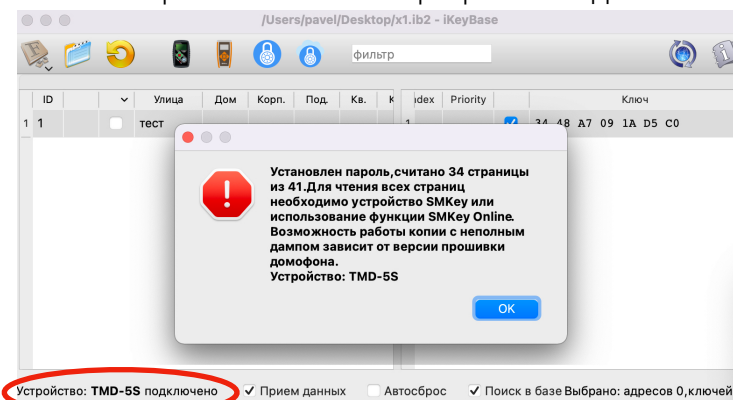 /Users/pavel/Desktop/x1.ib2 - iKeyBase
фильтр
ID Улица Дом Корп. Под. Кв. Priority Ключ
1 1 тест 1 34 48 A7 09 1A D5 C0
Установлен пароль,считано 34 страницы
из 41.Для чтения всех страниц
необходимо устройство SMKey или
использование функции SMKey Online.
Возможность работы копии с неполным
дампом зависит от версии прошивки
домофона.
Устройство: TMD-5S
OK
Устройство: TMD-5S подключено Прием данных Автосброс Поиск в базе Выбрано: адресов 0,ключей